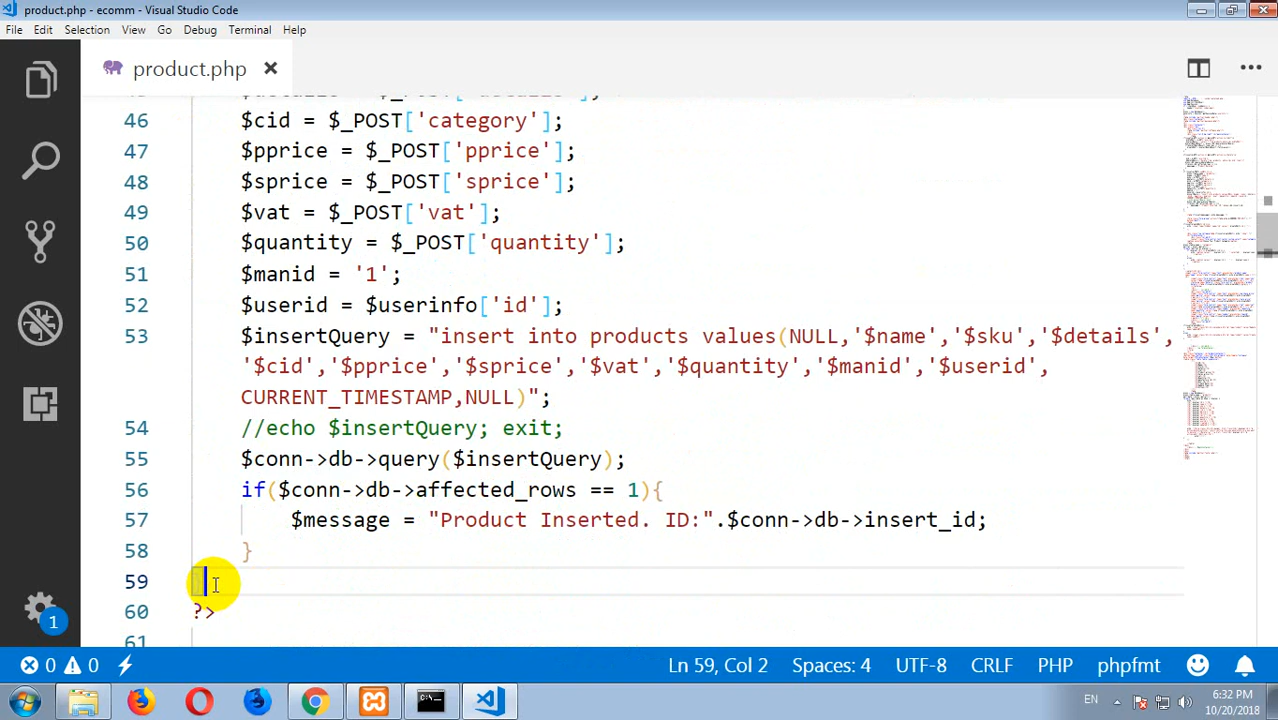 product.php - ecomm - Visual Studio Code
File Edit Selection View Go Debug Terminal Help
product.php
46 $cid = $_POST['category'];
47 $pprice = $_POST['pprice'];
48 $sprice = $_POST['sprice'];
49 $vat = $_POST['vat'];
50 $quantity = $_POST['quantity'];
51 $manid = '1';
52 $userid = $userinfo['id'];
53 $insertQuery = "insert into products values(NULL,'$name','$sku','$details',
'$cid','$pprice','$sprice','$vat','$quantity','$manid','$userid',
CURRENT_TIMESTAMP,NULL)";
54 //echo $insertQuery; exit;
55 $conn->db->query($insertQuery);
56 if($conn->db->affected_rows == 1){
57 $message = "Product Inserted. ID:".$conn->db->insert_id;
58 }
59
60 ?>
61
0 0 Ln 59, Col 2 Spaces: 4 UTF-8 CRLF PHP phpfmt
1
EN 6:32 PM
10/20/2018